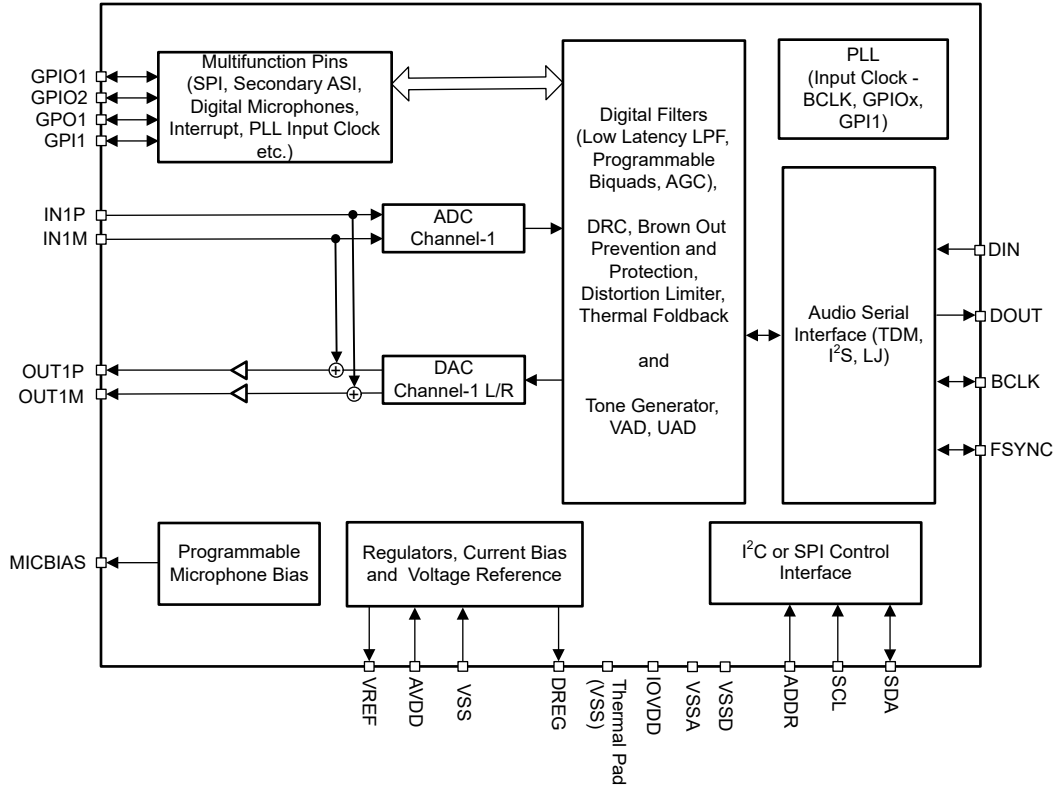 GPIO1
GPIO2
GPO1
GPI1
Multifunction Pins
(SPI, Secondary ASI,
Digital Microphones,
Interrupt, PLL Input Clock
etc.)
Digital Filters
(Low Latency LPF,
Programmable
Biquads, AGC),
DRC, Brown Out
Prevention and
Protection,
Distortion Limiter,
Thermal Foldback
and
Tone Generator,
VAD, UAD
PLL
(Input Clock -
BCLK, GPIOx,
GPI1)
IN1P
IN1M
ADC
Channel-1
OUT1P
OUT1M
DAC
Channel-1 L/R
Audio Serial
Interface (TDM,
I²S, LJ)
DIN
DOUT
BCLK
FSYNC
MICBIAS
Programmable
Microphone Bias
Regulators, Current Bias
and Voltage Reference
I²C or SPI Control
Interface
VREF
AVDD
VSS
DREG
Thermal Pad
(VSS)
IOVDD
VSSA
VSSD
ADDR
SCL
SDA